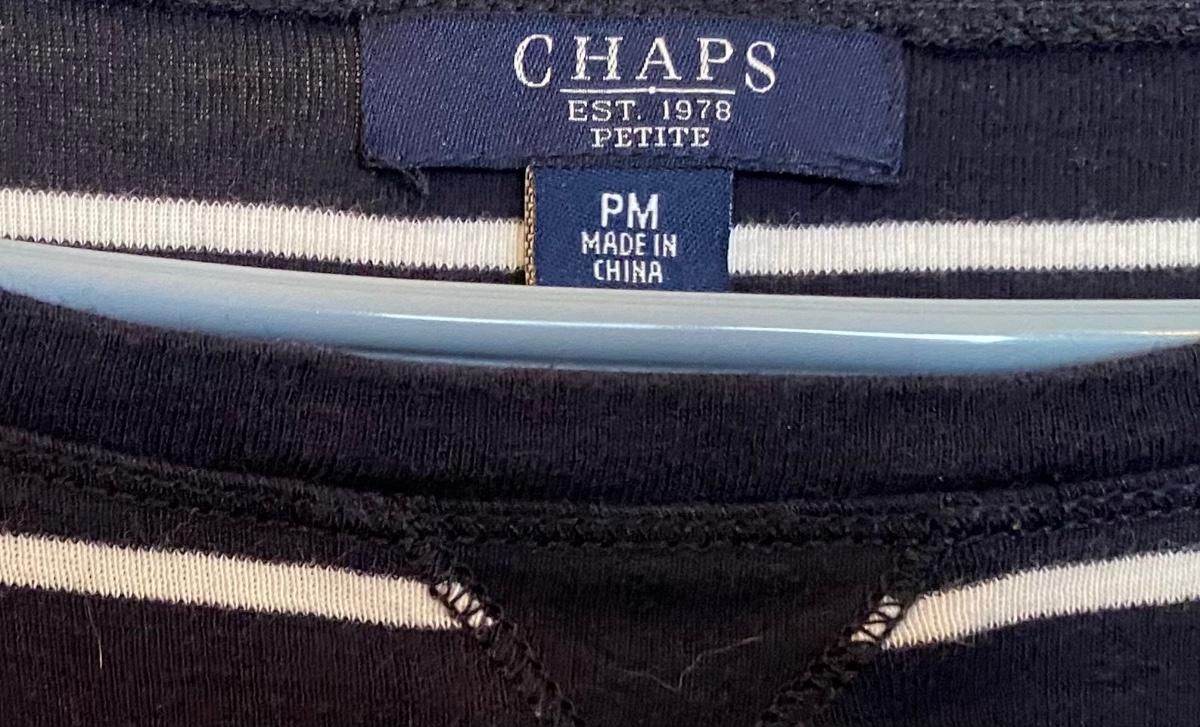 CHAPS
EST. 1978
PETITE
PM
MADE IN
CHINA